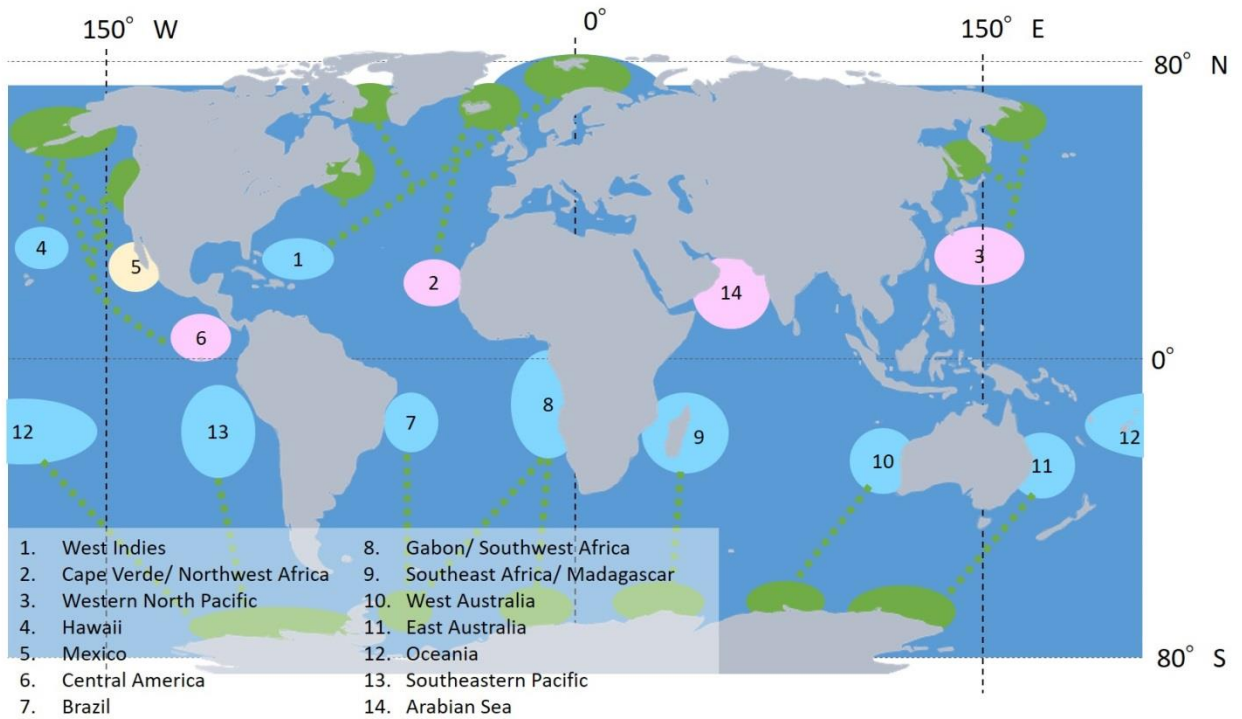 150° W
0°
150° E
80° N
4
5
1
2
14
3
6
0°
12
13
7
8
9
10
11
12
1. West Indies
2. Cape Verde/ Northwest Africa
3. Western North Pacific
4. Hawaii
5. Mexico
6. Central America
7. Brazil
8. Gabon/ Southwest Africa
9. Southeast Africa/ Madagascar
10. West Australia
11. East Australia
12. Oceania
13. Southeastern Pacific
14. Arabian Sea
80° S